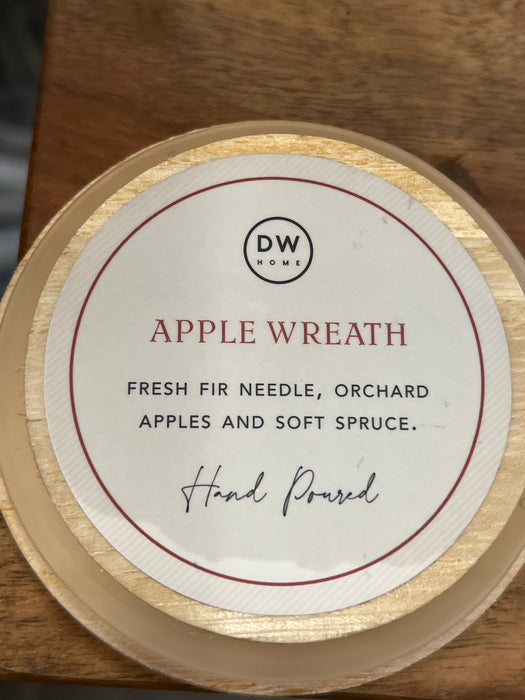 DW
HOME
APPLE WREATH
FRESH FIR NEEDLE, ORCHARD
APPLES AND SOFT SPRUCE.
Hand Poured